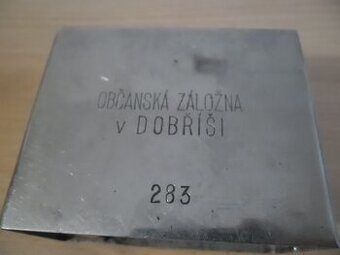 OBČANSKÁ ZÁLOŽNA
v DOBŘÍŠI
283